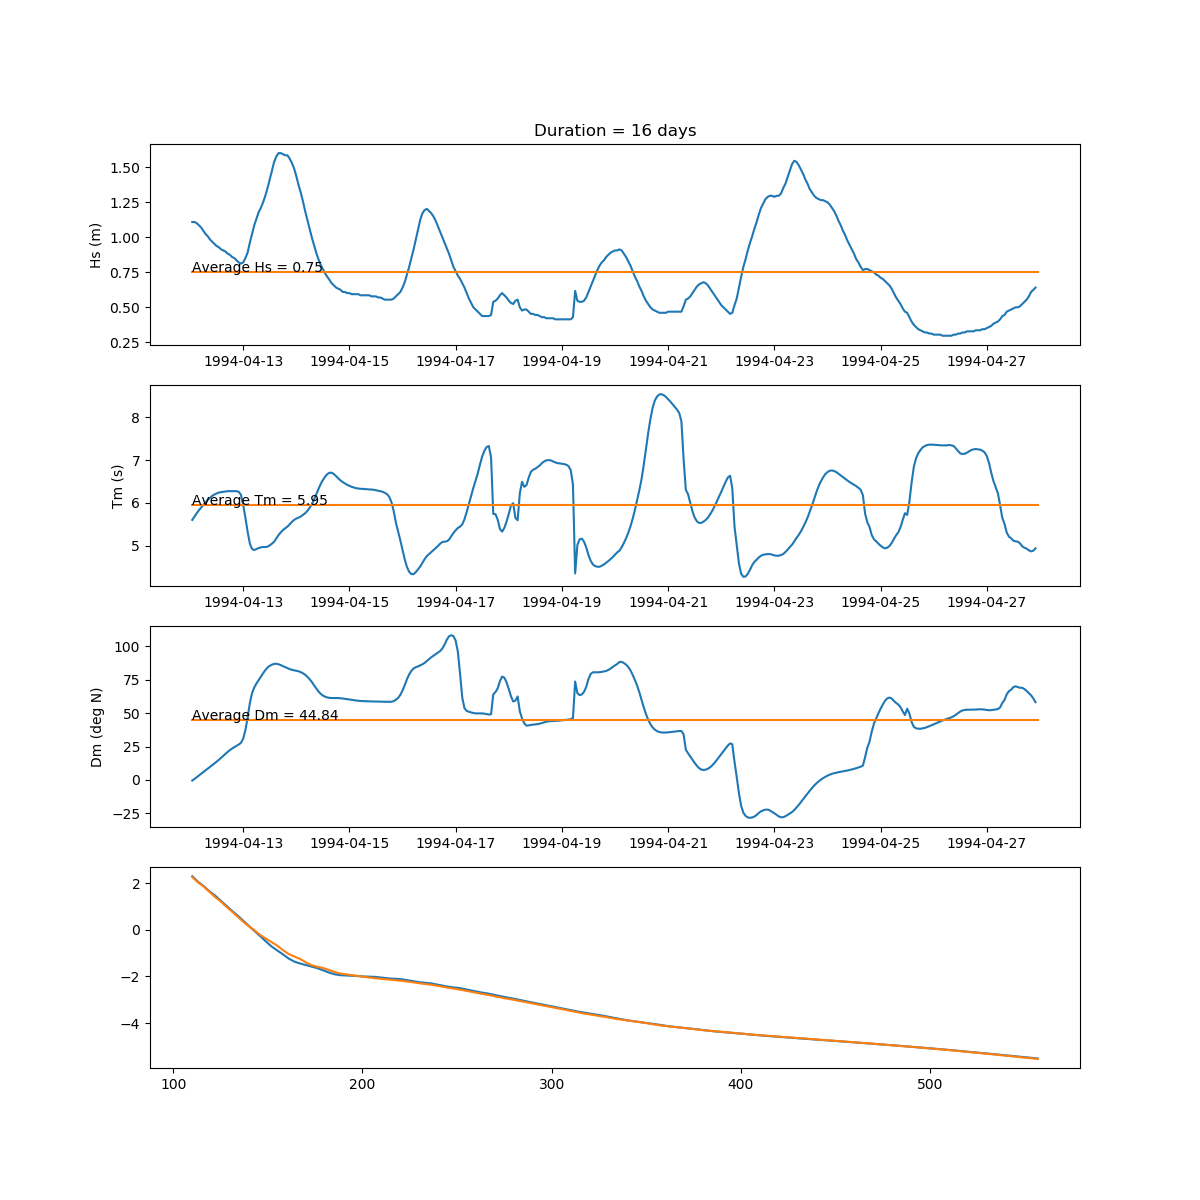 Duration = 16 days
1.50
1.25
1.00
0.75
0.50
0.25
Hs (m)
Average Hs = 0.75
1994-04-13 1994-04-15 1994-04-17 1994-04-19 1994-04-21 1994-04-23 1994-04-25 1994-04-27
8
7
6
5
Tm (s)
Average Tm = 5.95
1994-04-13 1994-04-15 1994-04-17 1994-04-19 1994-04-21 1994-04-23 1994-04-25 1994-04-27
100
75
50
25
0
−25
Dm (deg N)
Average Dm = 44.84
1994-04-13 1994-04-15 1994-04-17 1994-04-19 1994-04-21 1994-04-23 1994-04-25 1994-04-27
2
0
−2
−4
100 200 300 400 500